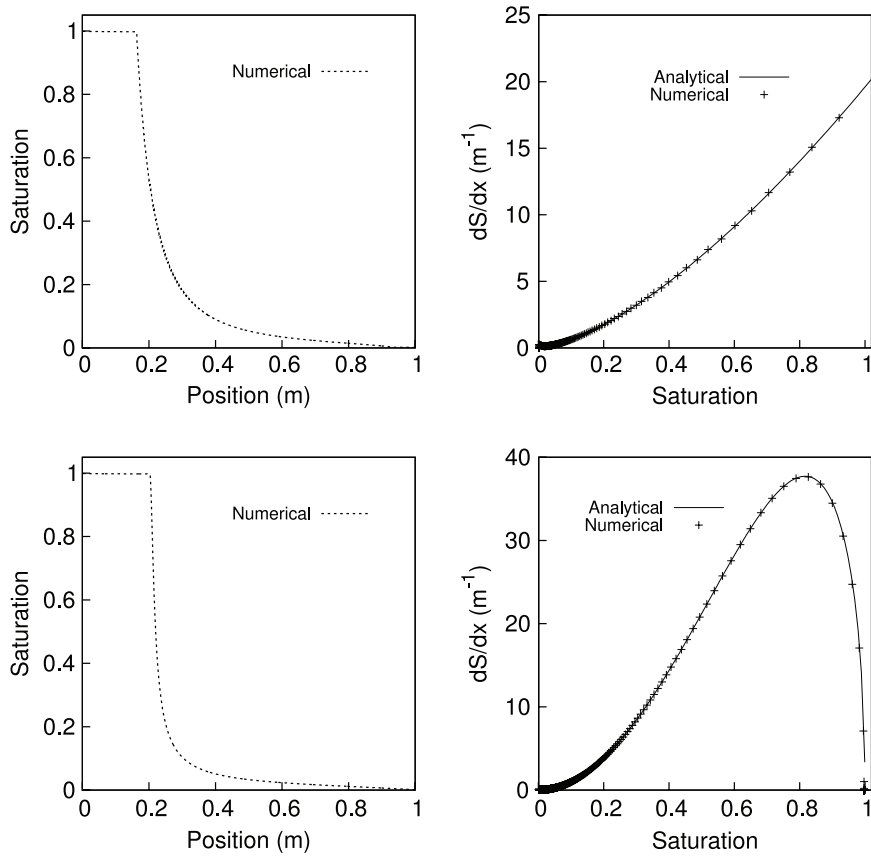 1
0.8
0.6
0.4
0.2
0
Saturation
Numerical
0 0.2 0.4 0.6 0.8 1
Position (m)
25
20
15
10
5
0
dS/dx (m-1)
Analytical
Numerical
0 0.2 0.4 0.6 0.8 1
Saturation
1
0.8
0.6
0.4
0.2
0
Saturation
Numerical
0 0.2 0.4 0.6 0.8 1
Position (m)
40
30
20
10
0
dS/dx (m-1)
Analytical
Numerical
0 0.2 0.4 0.6 0.8 1
Saturation